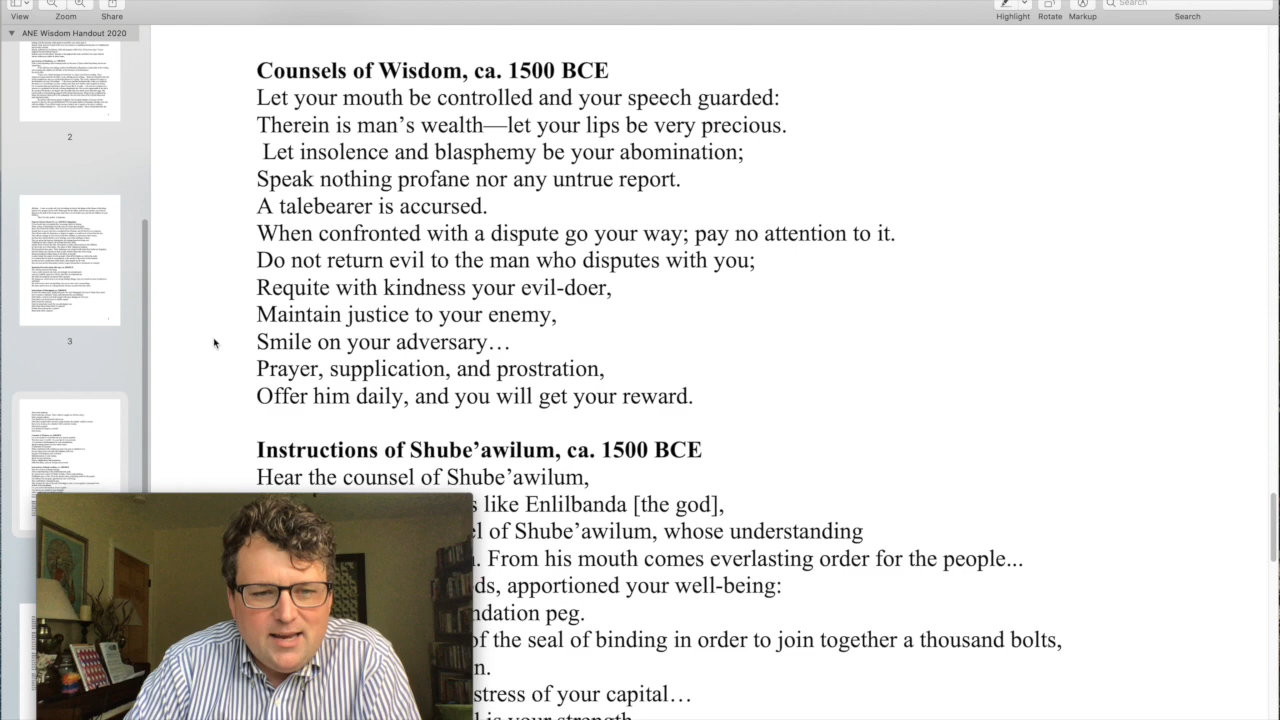 View
Zoom
Share
Highlight
Rotate
Markup
Search
Search
ANE Wisdom Handout 2020
2
3
Counsels of Wisdom, ca. 1500 BCE
Let your mouth be controlled and your speech guarded:
Therein is man’s wealth—let your lips be very precious.
Let insolence and blasphemy be your abomination;
Speak nothing profane nor any untrue report.
A talebearer is accursed.
When confronted with a dispute go your way; pay no attention to it.
Do not return evil to the man who disputes with you;
Requite with kindness your evil-doer,
Maintain justice to your enemy,
Smile on your adversary…
Prayer, supplication, and prostration,
Offer him daily, and you will get your reward.
Instructions of Shube’awilum, ca. 1500 BCE
Hear the counsel of Shube’awilum,
like Enlilbanda [the god],
of Shube’awilum, whose understanding
From his mouth comes everlasting order for the people...
apportioned your well-being:
peg.
of the seal of binding in order to join together a thousand bolts,
of your capital…
is your strength